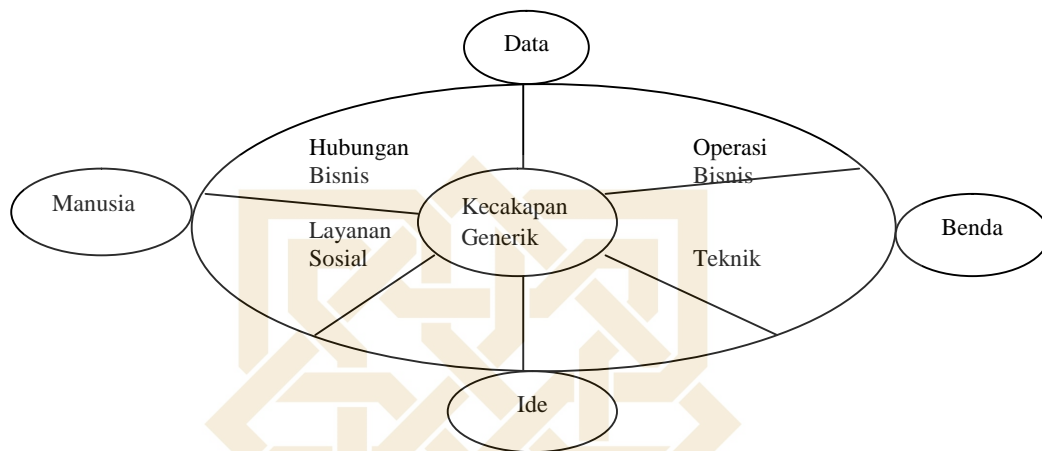 Data
Hubungan
Bisnis
Operasi
Bisnis
Manusia
Kecakapan
Generik
Layanan
Sosial
Teknik
Benda
Ide